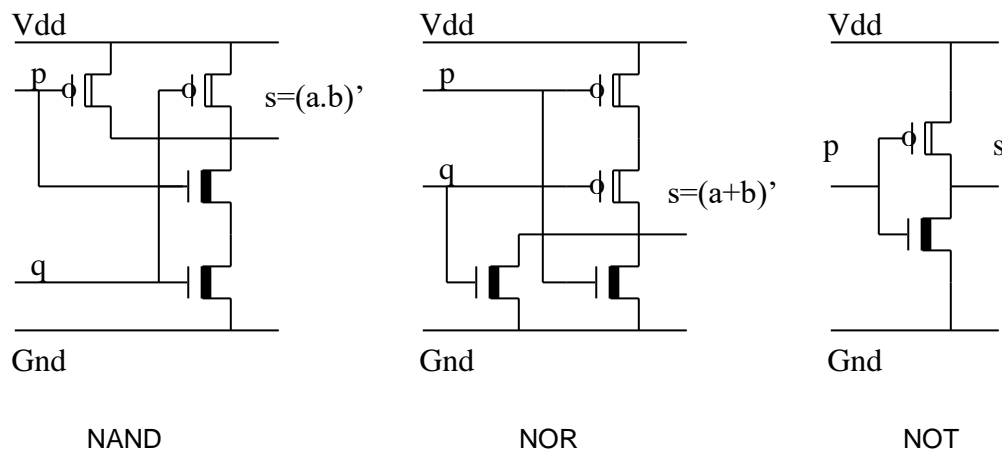 Vdd
p
s=(a.b)’
q
Gnd
NAND
Vdd
p
q
s=(a+b)’
Gnd
NOR
Vdd
p
s
Gnd
NOT